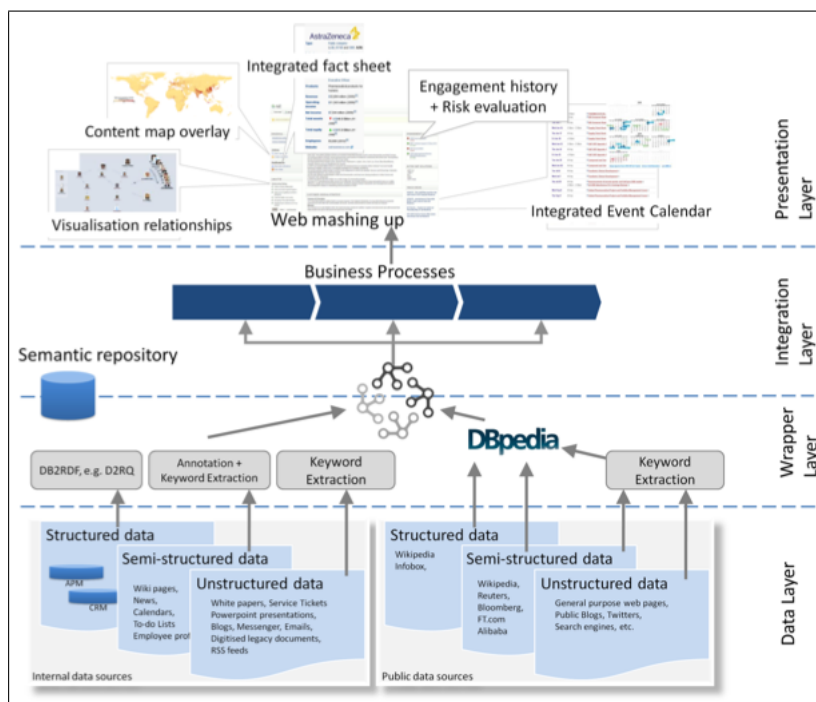 AstraZeneca
Integrated fact sheet
Engagement history
+ Risk evaluation
Content map overlay
Visualisation relationships
Web mashing up
Integrated Event Calendar
Presentation
Layer
Business Processes
Integration
Layer
Semantic repository
DBpedia
Wrapper
Layer
DB2RDF, e.g. D2RQ
Annotation +
Keyword Extraction
Keyword
Extraction
Keyword
Extraction
Structured data
APM
CRM
Semi-structured data
Wiki pages,
News,
Calendars,
To-do Lists
Employee prof
Unstructured data
White papers, Service Tickets
Powerpoint presentations,
Blogs, Messenger, Emails,
Digitised legacy documents,
RSS feeds
Internal data sources
Structured data
Wikipedia
Infobox,
Semi-structured data
Wikipedia,
Reuters,
Bloomberg,
FT.com
Alibaba
Unstructured data
General purpose web pages,
Public Blogs, Twitters,
Search engines, etc.
Public data sources
Data Layer